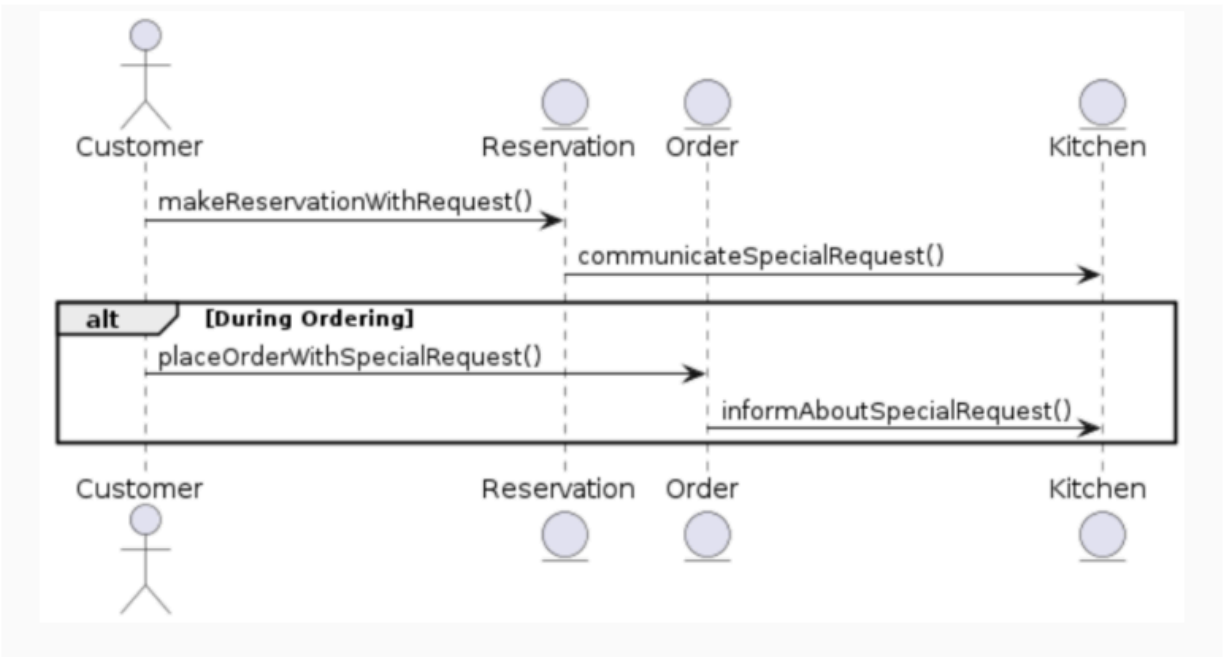 Customer
Reservation
Order
Kitchen
makeReservationWithRequest()
communicateSpecialRequest()
alt
[During Ordering]
placeOrderWithSpecialRequest()
informAboutSpecialRequest()
Customer
Reservation
Order
Kitchen